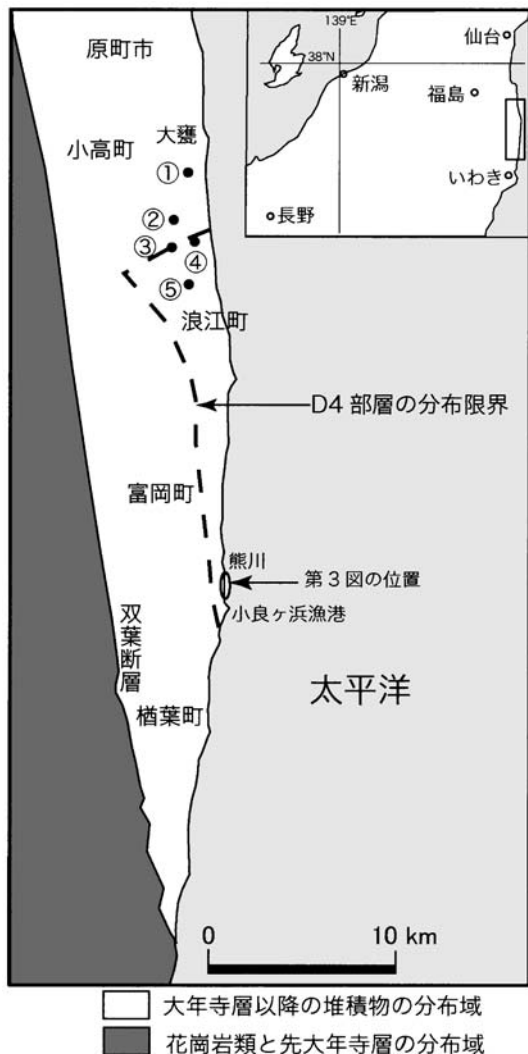 139°E
仙台
38°N
新潟
福島
いわき
長野
原町市
大甕
小高町
①
②
③
④
⑤
浪江町
D4 部層の分布限界
富岡町
熊川
第3図の位置
小良ヶ浜漁港
双葉断層
楢葉町
太平洋
0 10 km
大年寺層以降の堆積物の分布域
花崗岩類と先大年寺層の分布域